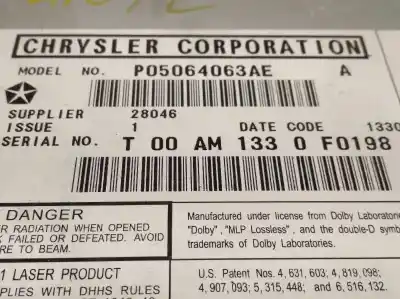 CHRYSLER CORPORATION
MODEL NO. P05064063AE A
SUPPLIER 28046
ISSUE 1 DATE CODE 1330
SERIAL NO. T 00 AM 133 0 F0198
DANGER
RADIATION WHEN OPENED
FAILED OR DEFEATED. AVOID
RE TO BEAM.
Manufactured under license from Dolby Laboratories
"Dolby", "MLP Lossless", and the double-D symb
trademarks of Dolby Laboratories.
1 LASER PRODUCT
PLIES WITH DHHS RULES
U.S. Patent Nos. 4, 631, 603; 4, 819, 098;
4, 907, 093; 5, 315, 448; and 6, 516, 132.